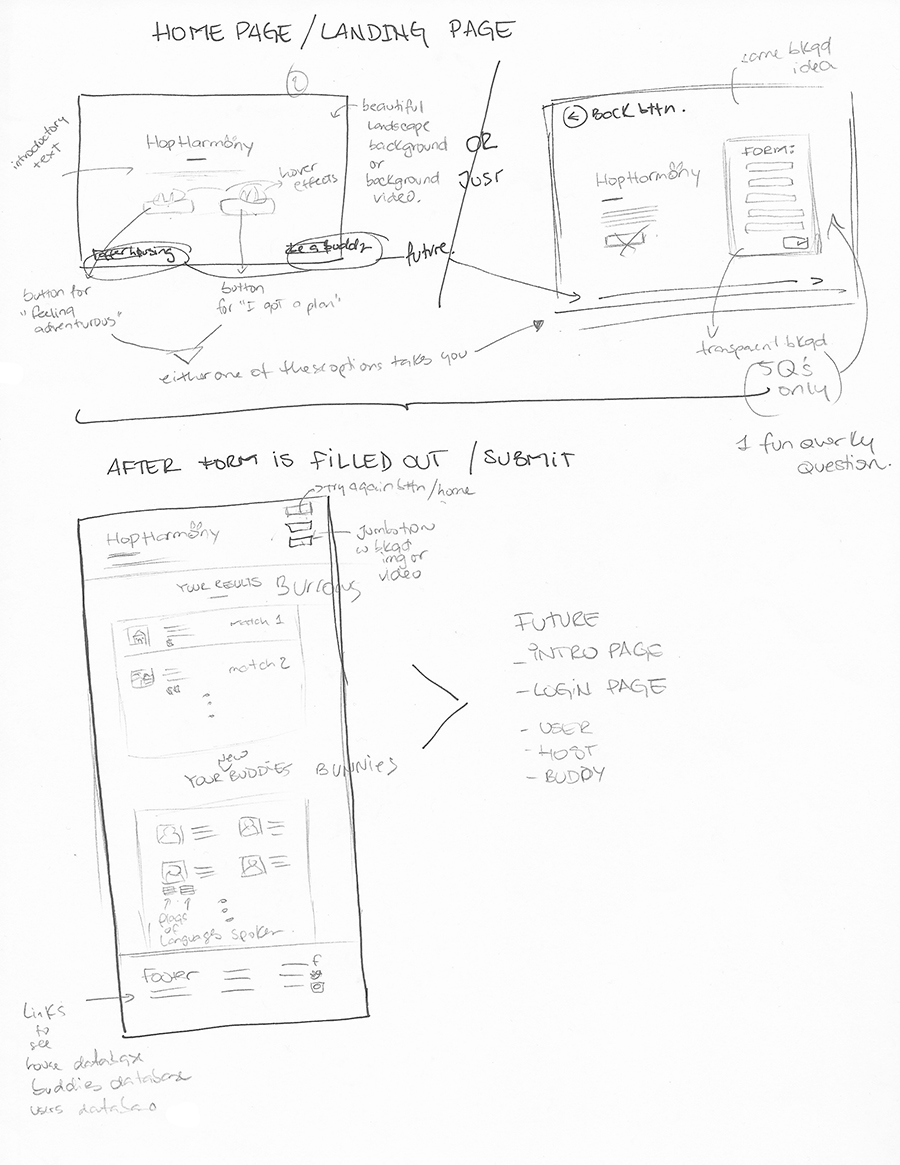 HOME PAGE / LANDING PAGE
introductory
text
HopHarmony
hover
effects
offer housing
be a buddy
future.
beautiful
landscape
background
or
background
video.
OR
JUST
same bkgd
idea
Back bttn.
HopHarmony
FORM:
button for
"feeling
adventurous"
button
for "I got a plan"
either one of these options takes you
transparent bkgd
5 Q's
only
1 fun quirky
question.
AFTER FORM IS FILLED OUT / SUBMIT
try again bttn/home
HopHarmony
Jumbotron
w bkgd
img or
video
YOUR RESULTS BURROWS
match 1
$
match 2
$$
new
YOUR BUDDIES BUNNIES
flags
of
languages spoken.
Footer
f
Links
to
see
house database
buddies database
users database
FUTURE
- INTRO PAGE
- LOGIN PAGE
- USER
- HOST
- BUDDY